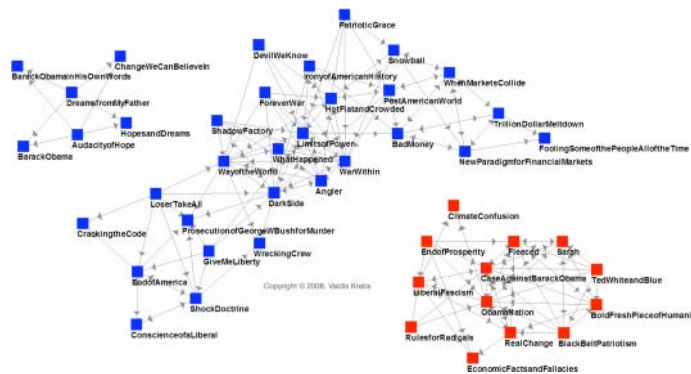 PatrioticGrace
DevilWeKnow
Snowball
ChangeWeCanBelieveIn
BarackObamaInHisOwnWords
IronyofAmericanHistory
WhenMarketsCollide
DreamsfromMyFather
ForeverWar
HotFlatandCrowded
PostAmericanWorld
TrillionDollarMeltdown
ShadowFactory
HopesandDreams
AudacityofHope
LimitsofPower
BadMoney
BarackObama
FoolingSomeofthePeopleAlloftheTime
WhatHappened
NewParadigmforFinancialMarkets
WayoftheWorld
WarWithin
Angler
LoserTakeAll
DarkSide
ClimateConfusion
CrackingtheCode
ProsecutionofGeorgeWBushforMurder
WreckingCrew
EndofProsperity
Fleeced
Sarah
GiveMeLiberty
CaseAgainstBarackObama
TedWhiteandBlue
EndofAmerica
Copyright © 2008, Valdis Krebs
LiberalFascism
ShockDoctrine
ObamaNation
BoldFreshPieceofHumani
ConscienceofaLiberal
RulesforRadicals
RealChange
BlackBeltPatriotism
EconomicFactsandFallacies